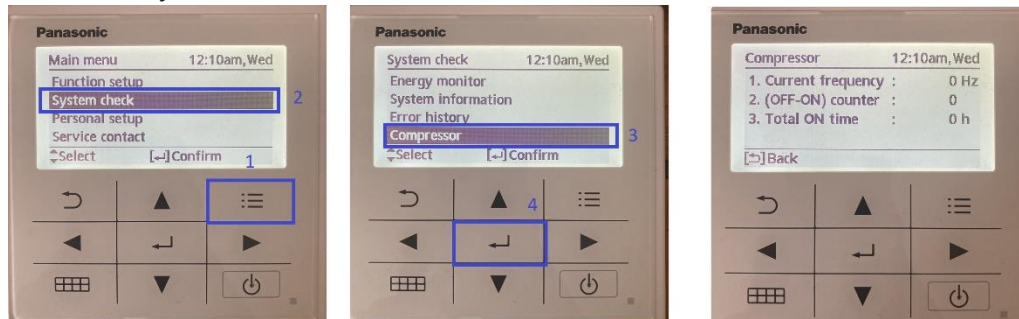 Panasonic
Main menu 12:10am,Wed
Function setup
System check
2
Personal setup
Service contact
Select [↵]Confirm
1
Panasonic
System check 12:10am,Wed
Energy monitor
System information
Error history
Compressor
3
Select [↵]Confirm
4
Panasonic
Compressor 12:10am,Wed
1. Current frequency : 0 Hz
2. (OFF-ON) counter : 0
3. Total ON time : 0 h
[⮌]Back